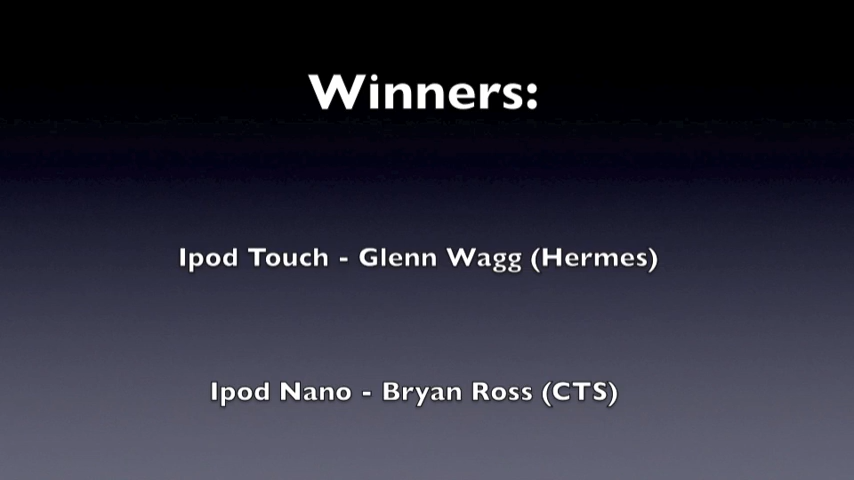 Winners:
Ipod Touch - Glenn Wagg (Hermes)
Ipod Nano - Bryan Ross (CTS)